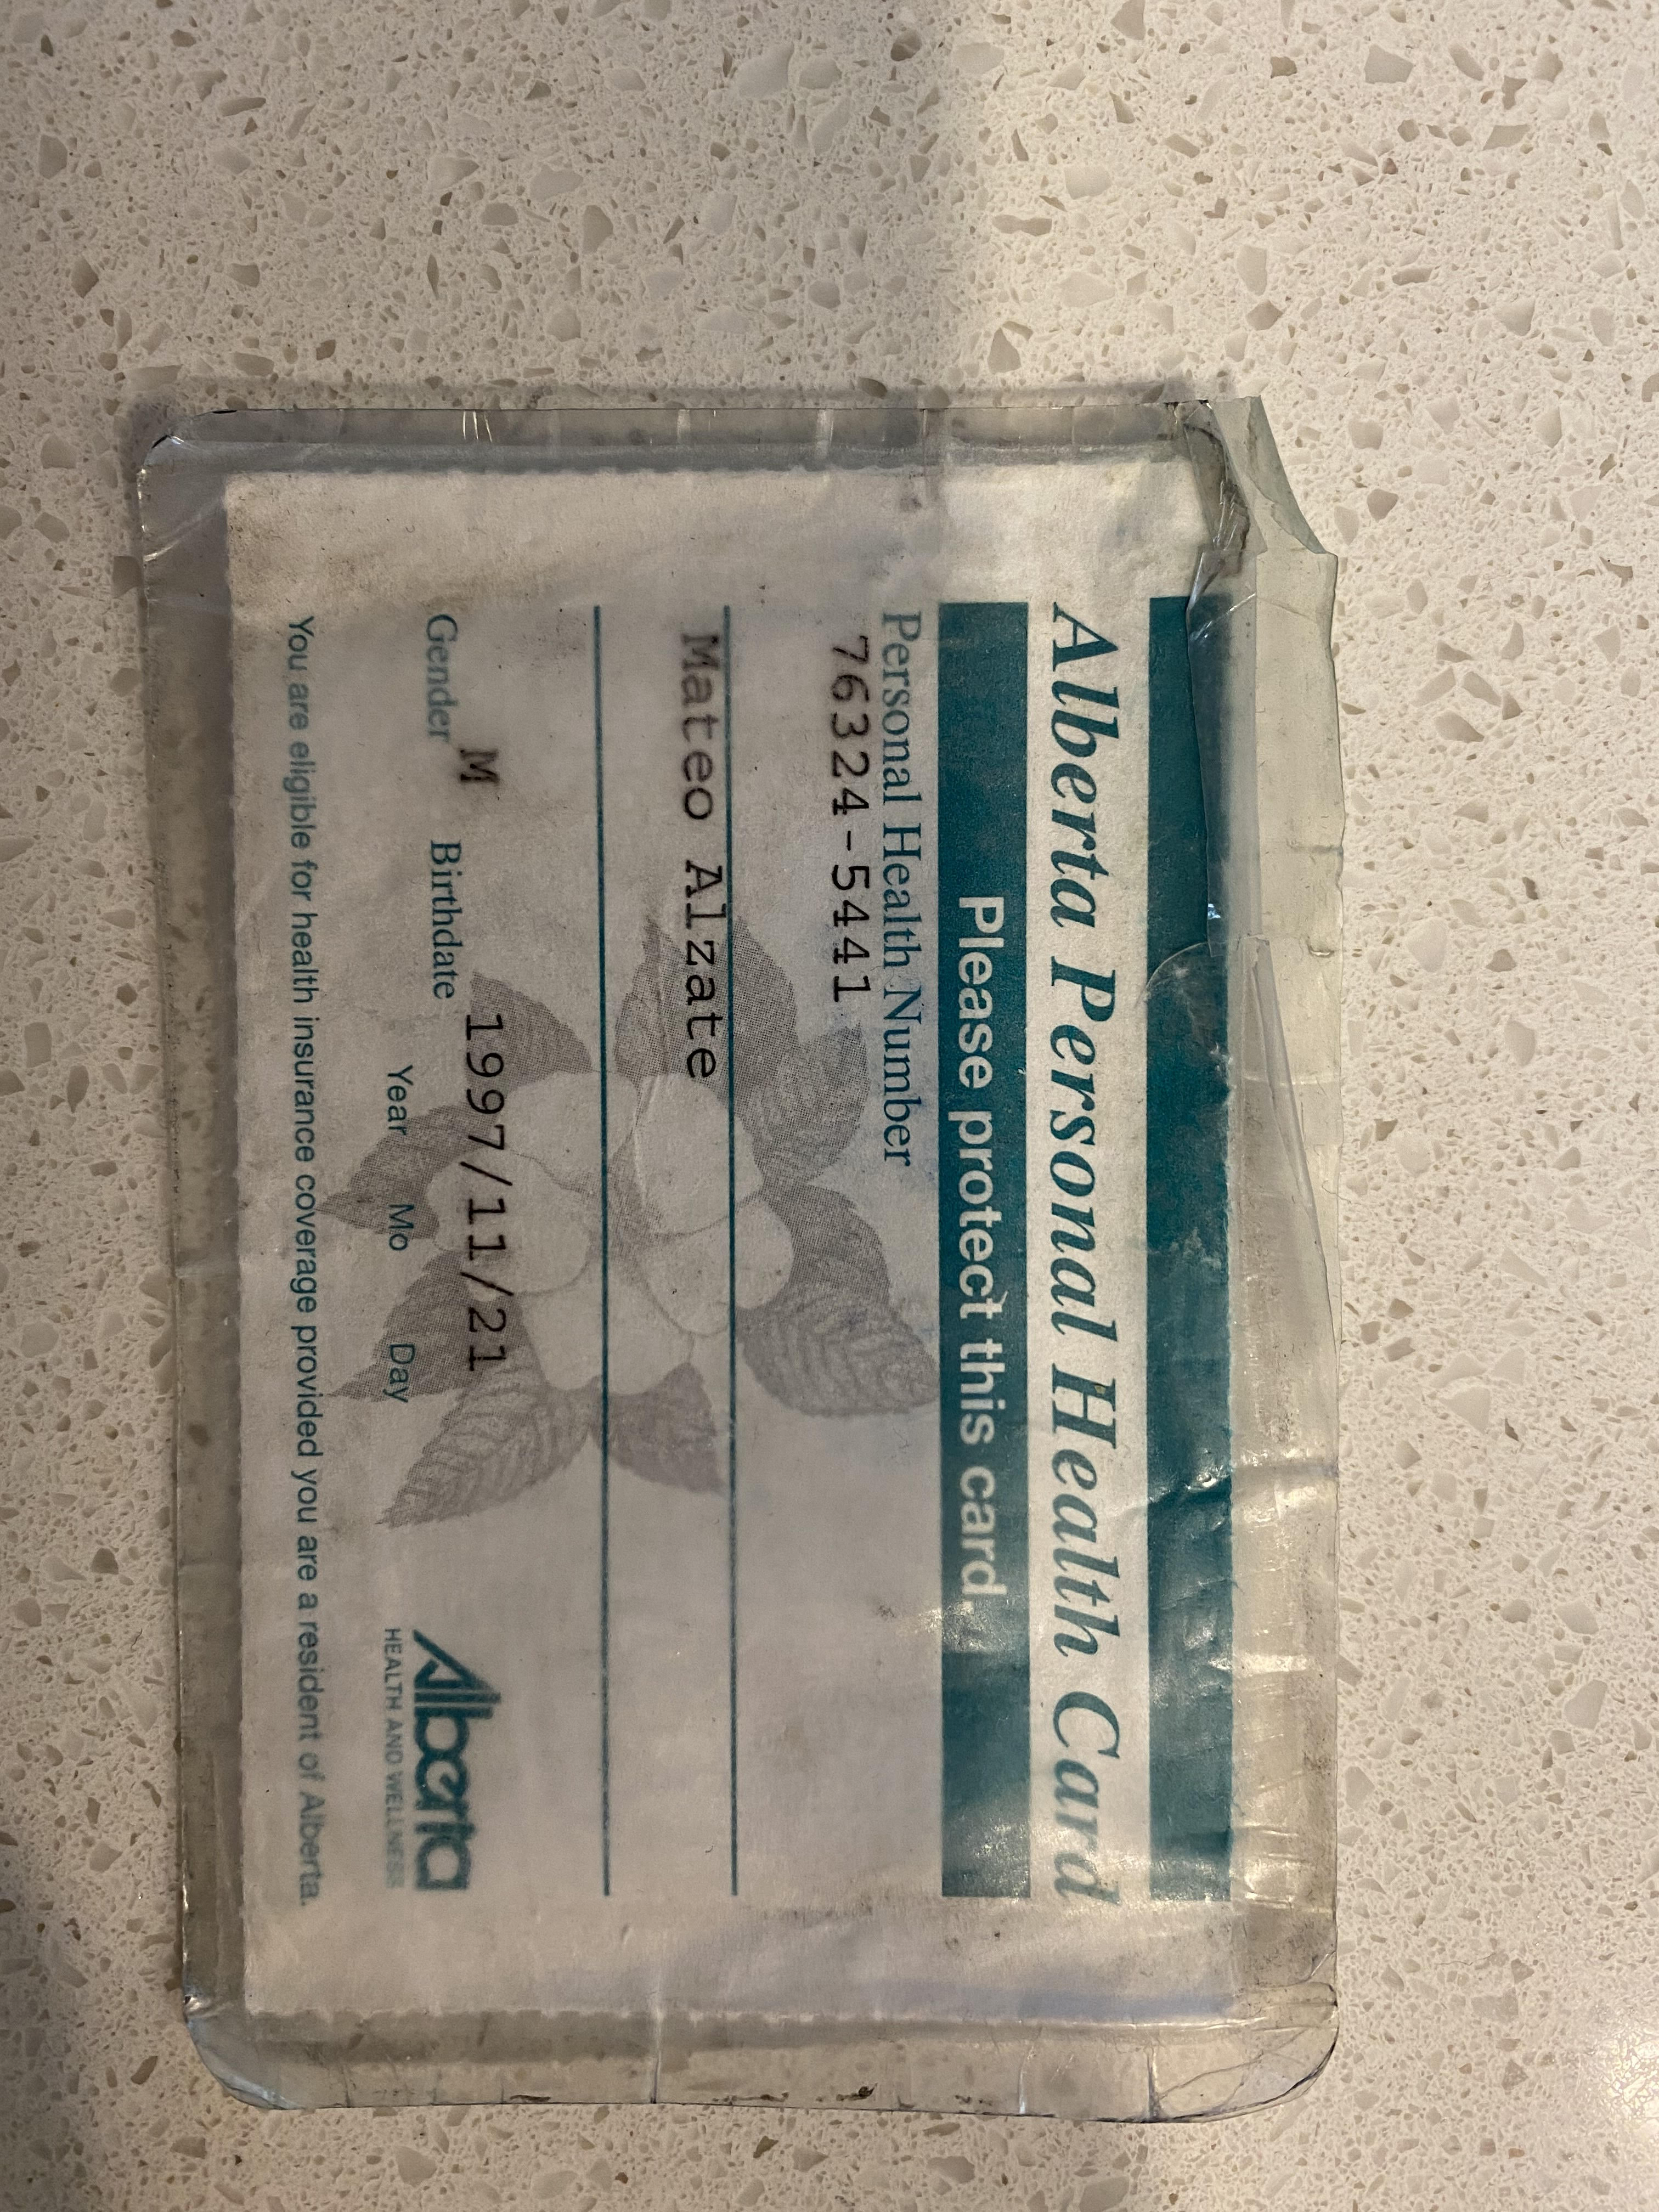 Alberta Personal Health Card
Please protect this card.
Personal Health Number
76324-5441
Mateo Alzate
Gender M Birthdate 1997/11/21
Year Mo Day
Alberta
HEALTH AND WELLNESS
You are eligible for health insurance coverage provided you are a resident of Alberta.